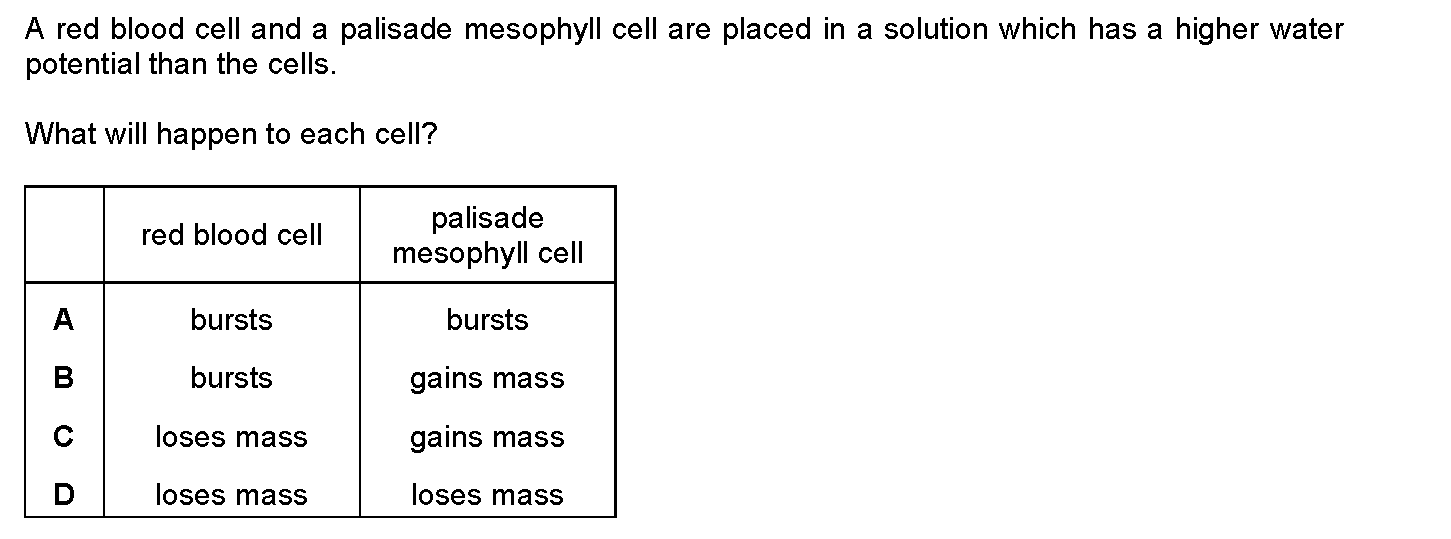 A red blood cell and a palisade mesophyll cell are placed in a solution which has a higher water
potential than the cells.
What will happen to each cell?
red blood cell palisade
mesophyll cell
A bursts bursts
B bursts gains mass
C loses mass gains mass
D loses mass loses mass